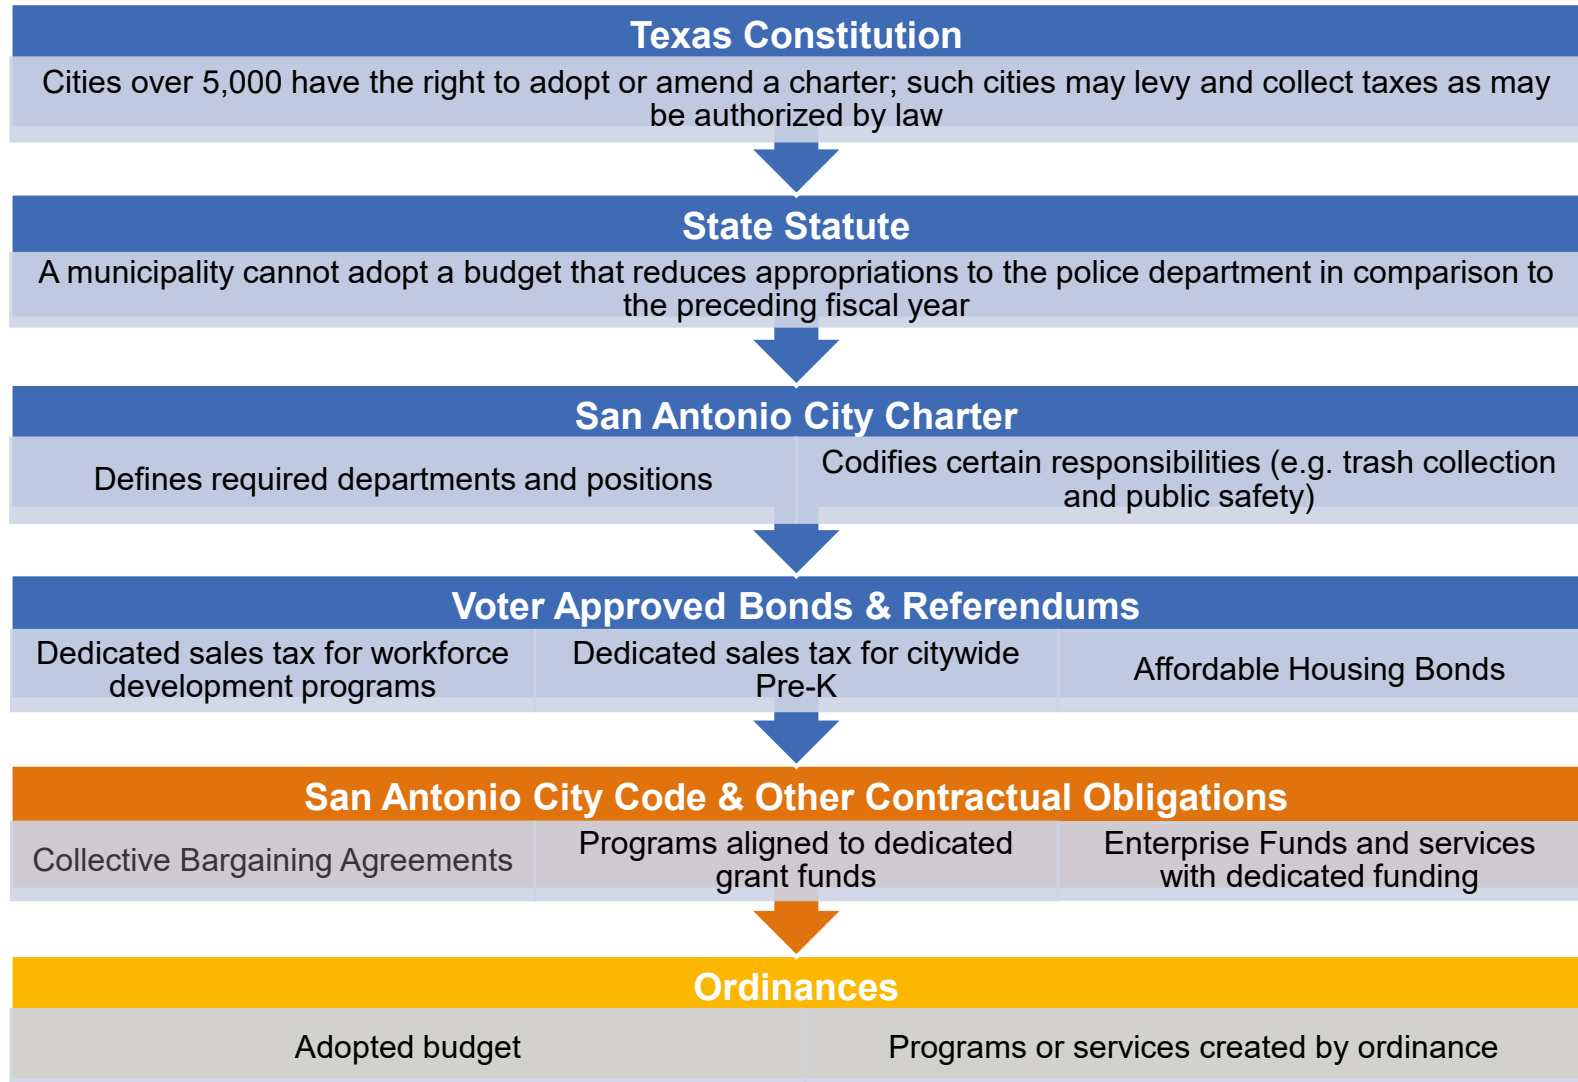 Texas Constitution
Cities over 5,000 have the right to adopt or amend a charter; such cities may levy and collect taxes as may
be authorized by law
State Statute
A municipality cannot adopt a budget that reduces appropriations to the police department in comparison to
the preceding fiscal year
San Antonio City Charter
Defines required departments and positions
Codifies certain responsibilities (e.g. trash collection
and public safety)
Voter Approved Bonds & Referendums
Dedicated sales tax for workforce
development programs
Dedicated sales tax for citywide
Pre-K
Affordable Housing Bonds
San Antonio City Code & Other Contractual Obligations
Collective Bargaining Agreements
Programs aligned to dedicated
grant funds
Enterprise Funds and services
with dedicated funding
Ordinances
Adopted budget
Programs or services created by ordinance